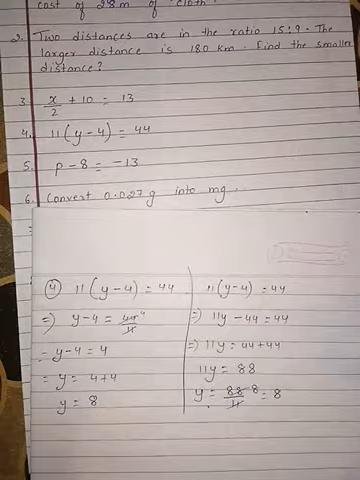 cost of 28 m of cloth.
2. Two distances are in the ratio 15:9. The
larger distance is 180 km. Find the smaller
distance?
3. x/2 + 10 = 13
4. 11(y-4) = 44
5. p - 8 = -13
6. Convert 0.027 g into mg.
④ 11(y-4) = 44
=) y-4 = 44/11 4
= y-4 = 4
= y = 4+4
y = 8
11(y-4) = 44
=) 11y - 44 = 44
=) 11y = 44+44
11y = 88
y = 88/11 8 = 8